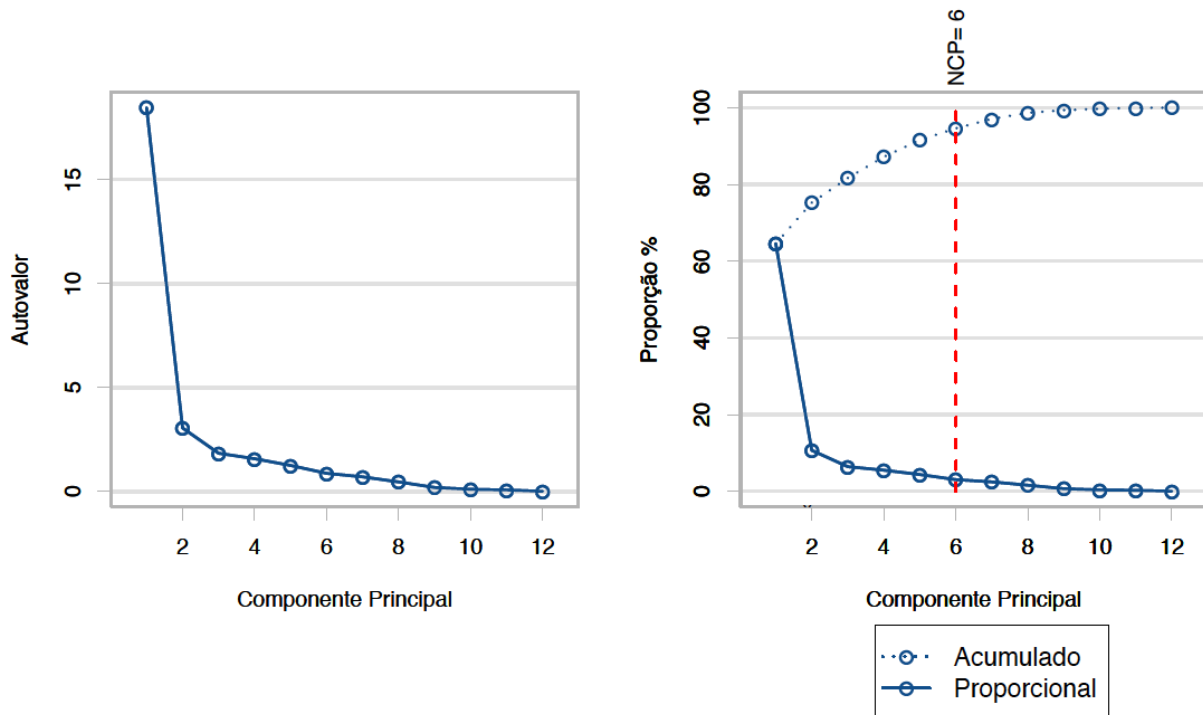 Autovalor
15
10
5
0
2 4 6 8 10 12
Componente Principal
NCP= 6
Proporção %
100
80
60
40
20
0
2 4 6 8 10 12
Componente Principal
Acumulado
Proporcional